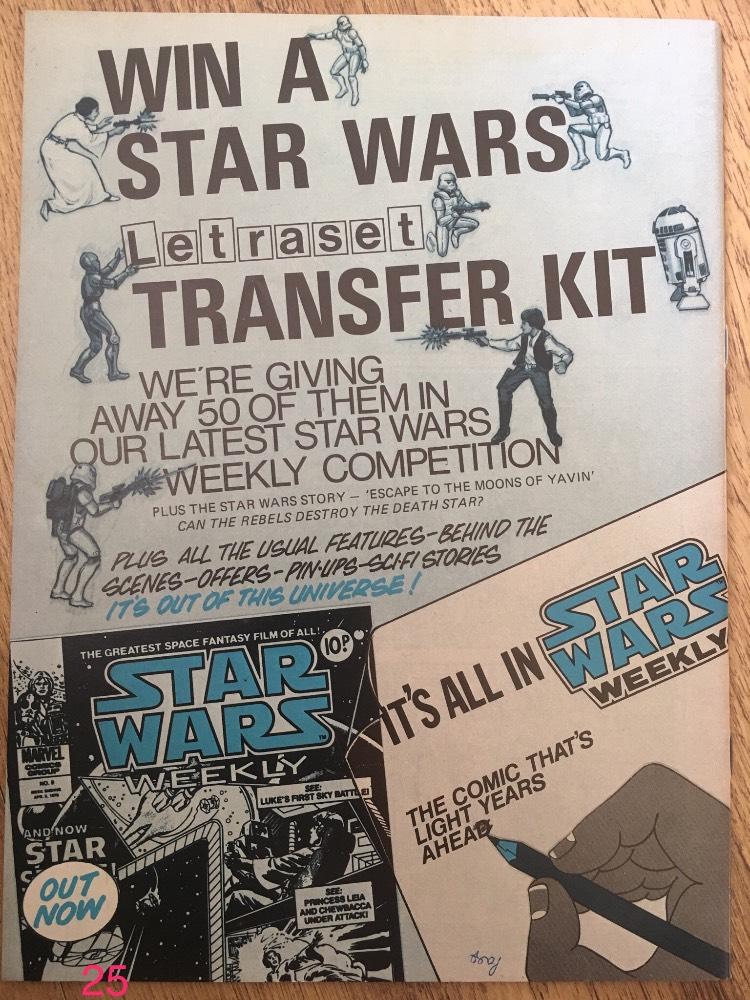 WIN A
STAR WARS
Letraset
TRANSFER KIT
WE'RE GIVING
AWAY 50 OF THEM IN
OUR LATEST STAR WARS
WEEKLY COMPETITION
PLUS THE STAR WARS STORY – 'ESCAPE TO THE MOONS OF YAVIN'
CAN THE REBELS DESTROY THE DEATH STAR?
PLUS ALL THE USUAL FEATURES–BEHIND THE
SCENES–OFFERS–PIN-UPS–SCI-FI STORIES
IT'S OUT OF THIS UNIVERSE!
THE GREATEST SPACE FANTASY FILM OF ALL!
10P
STAR
WARS
WEEKLY
MARVEL
COMICS
GROUP
NO. 9
SEE:
LUKE'S FIRST SKY BATTLE!
AND NOW
STAR
OUT
NOW
SEE:
PRINCESS LEIA
AND CHEWBACCA
UNDER ATTACK!
IT'S ALL IN
STAR
WARS
WEEKLY
THE COMIC THAT'S
LIGHT YEARS
AHEAD
25